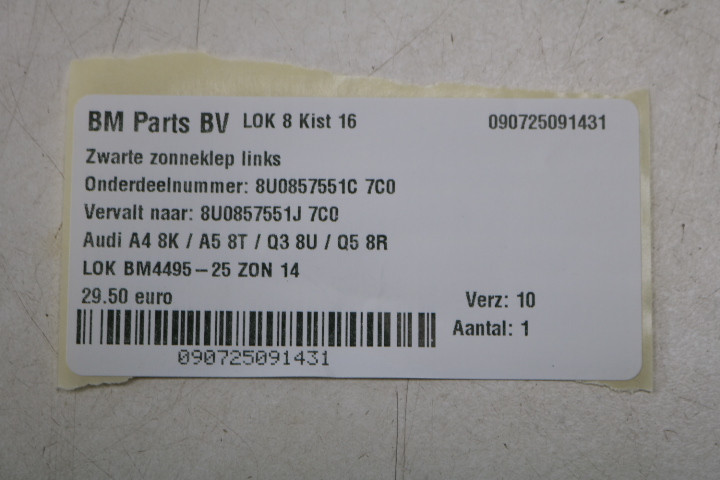 BM Parts BV LOK 8 Kist 16 090725091431
Zwarte zonneklep links
Onderdeelnummer: 8U0857551C 7C0
Vervalt naar: 8U0857551J 7C0
Audi A4 8K / A5 8T / Q3 8U / Q5 8R
LOK BM4495-25 ZON 14
29.50 euro Verz: 10
Aantal: 1
090725091431